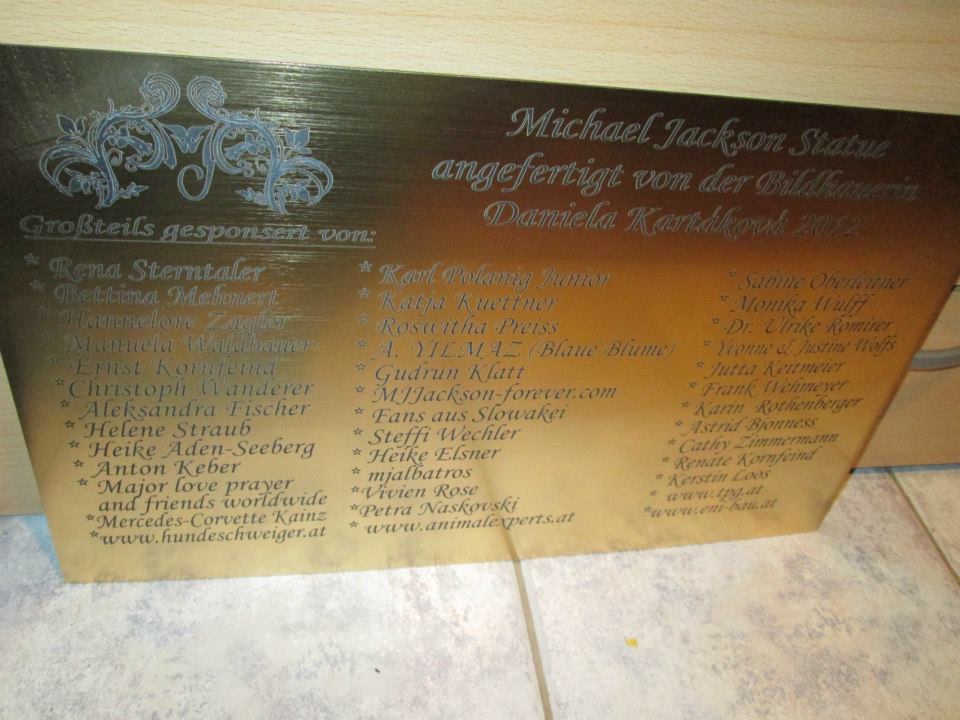 Michael Jackson Statue
angefertigt von der Bildhauerin
Daniela Kartáková 2012
Großteils gesponsert von:
* Rena Sterntaler
* Bettina Mehnert
* Hannelore Zagler
* Manuela Waldbauer
* Ernst Kornfeind
* Christoph Wanderer
* Aleksandra Fischer
* Helene Straub
* Heike Aden-Seeberg
* Anton Keber
* Major love prayer
and friends worldwide
* Mercedes-Corvette Kainz
* www.hundeschweiger.at
* Karl Polanig Junior
* Katja Kuettner
* Roswitha Preiss
* A. YILMAZ (Blaue Blume)
* Gudrun Klatt
* MJJackson-forever.com
* Fans aus Slowakei
* Steffi Wechler
* Heike Elsner
* mjalbatros
* Vivien Rose
* Petra Naskovski
* www.animalexperts.at
* Sabine Oberleitner
* Monika Wulff
* Dr. Ulrike Römirer
* Yvonne & Justine Wolfs
* Jutta Keitmeier
* Frank Wehmeyer
* Karin Rothenberger
* Astrid Bjonness
* Cathy Zimmermann
* Renate Kornfeind
* Kerstin Loos
* www.tpg.at
* www.eni-bau.at